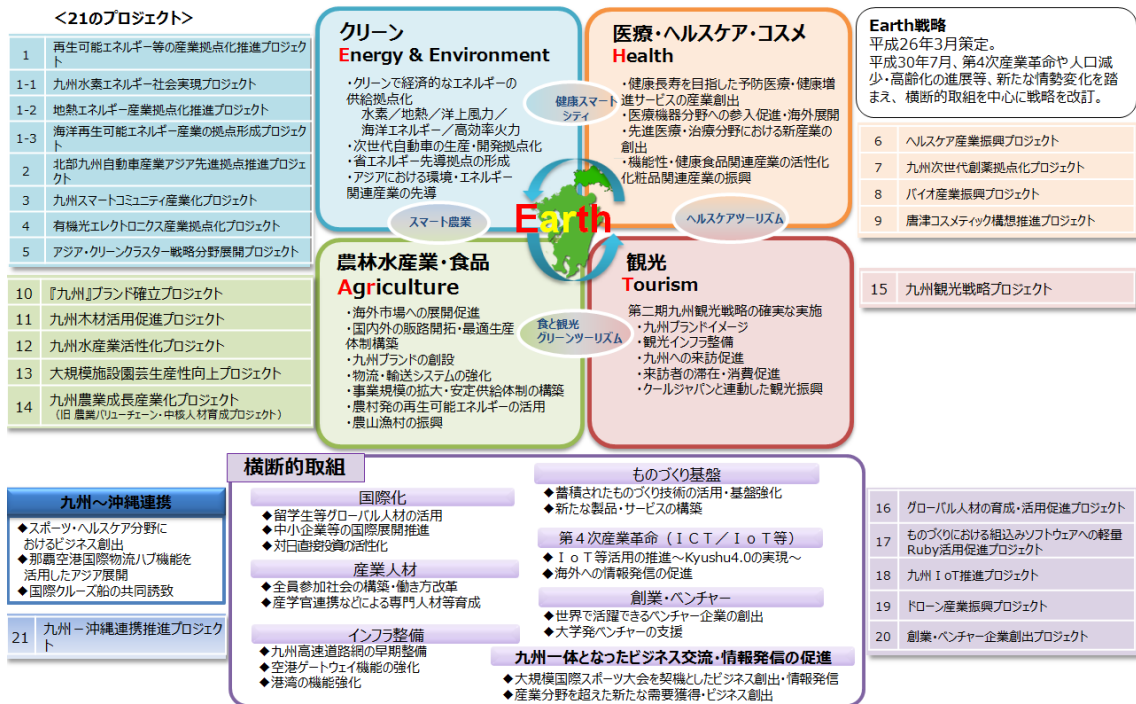 <21のプロジェクト>
1 再生可能エネルギー等の産業拠点化推進プロジェク
ト
1-1 九州水素エネルギー社会実現プロジェクト
1-2 地熱エネルギー産業拠点化推進プロジェクト
1-3 海洋再生可能エネルギー産業の拠点形成プロジェク
ト
2 北部九州自動車産業アジア先進拠点推進プロジェ
クト
3 九州スマートコミュニティ産業化プロジェクト
4 有機光エレクトロニクス産業拠点化プロジェクト
5 アジア・クリーンクラスター戦略分野展開プロジェクト
10 『九州』ブランド確立プロジェクト
11 九州木材活用促進プロジェクト
12 九州水産業活性化プロジェクト
13 大規模施設園芸生産性向上プロジェクト
14 九州農業成長産業化プロジェクト
(旧 農業バリューチェーン・中核人材育成プロジェクト)
クリーン
Energy & Environment
・クリーンで経済的なエネルギーの
供給拠点化
水素/地熱/洋上風力/
海洋エネルギー/高効率火力
・次世代自動車の生産・開発拠点化
・省エネルギー先導拠点の形成
・アジアにおける環境・エネルギー
関連産業の先導
医療・ヘルスケア・コスメ
Health
・健康長寿を目指した予防医療・健康増
進サービスの産業創出
・医療機器分野への参入促進・海外展開
・先進医療・治療分野における新産業の
創出
・機能性・健康食品関連産業の活性化
化粧品関連産業の振興
健康スマート
シティ
スマート農業
Earth
ヘルスケアツーリズム
食と観光
グリーンツーリズム
農林水産業・食品
Agriculture
・海外市場への展開促進
・国内外の販路開拓・最適生産
体制構築
・九州ブランドの創設
・物流・輸送システムの強化
・事業規模の拡大・安定供給体制の構築
・農村発の再生可能エネルギーの活用
・農山漁村の振興
観光
Tourism
第二期九州観光戦略の確実な実施
・九州ブランドイメージ
・観光インフラ整備
・九州への来訪促進
・来訪者の滞在・消費促進
・クールジャパンと連動した観光振興
Earth戦略
平成26年3月策定。
平成30年7月、第4次産業革命や人口減
少・高齢化の進展等、新たな情勢変化を踏
まえ、横断的取組を中心に戦略を改訂。
6 ヘルスケア産業振興プロジェクト
7 九州次世代創薬拠点化プロジェクト
8 バイオ産業振興プロジェクト
9 唐津コスメティック構想推進プロジェクト
15 九州観光戦略プロジェクト
九州~沖縄連携
◆スポーツ・ヘルスケア分野に
おけるビジネス創出
◆那覇空港国際物流ハブ機能を
活用したアジア展開
◆国際クルーズ船の共同誘致
21 九州-沖縄連携推進プロジェク
ト
横断的取組
国際化
◆留学生等グローバル人材の活用
◆中小企業等の国際展開推進
◆対日直接投資の活性化
産業人材
◆全員参加社会の構築・働き方改革
◆産学官連携などによる専門人材等育成
インフラ整備
◆九州高速道路網の早期整備
◆空港ゲートウェイ機能の強化
◆港湾の機能強化
ものづくり基盤
◆蓄積されたものづくり技術の活用・基盤強化
◆新たな製品・サービスの構築
第4次産業革命(ICT/IoT等)
◆IoT等活用の推進~Kyushu4.0の実現~
◆海外への情報発信の促進
創業・ベンチャー
◆世界で活躍できるベンチャー企業の創出
◆大学発ベンチャーの支援
九州一体となったビジネス交流・情報発信の促進
◆大規模国際スポーツ大会を契機としたビジネス創出・情報発信
◆産業分野を超えた新たな需要獲得・ビジネス創出
16 グローバル人材の育成・活用促進プロジェクト
17 ものづくりにおける組込みソフトウェアへの軽量
Ruby活用促進プロジェクト
18 九州IoT推進プロジェクト
19 ドローン産業振興プロジェクト
20 創業・ベンチャー企業創出プロジェクト